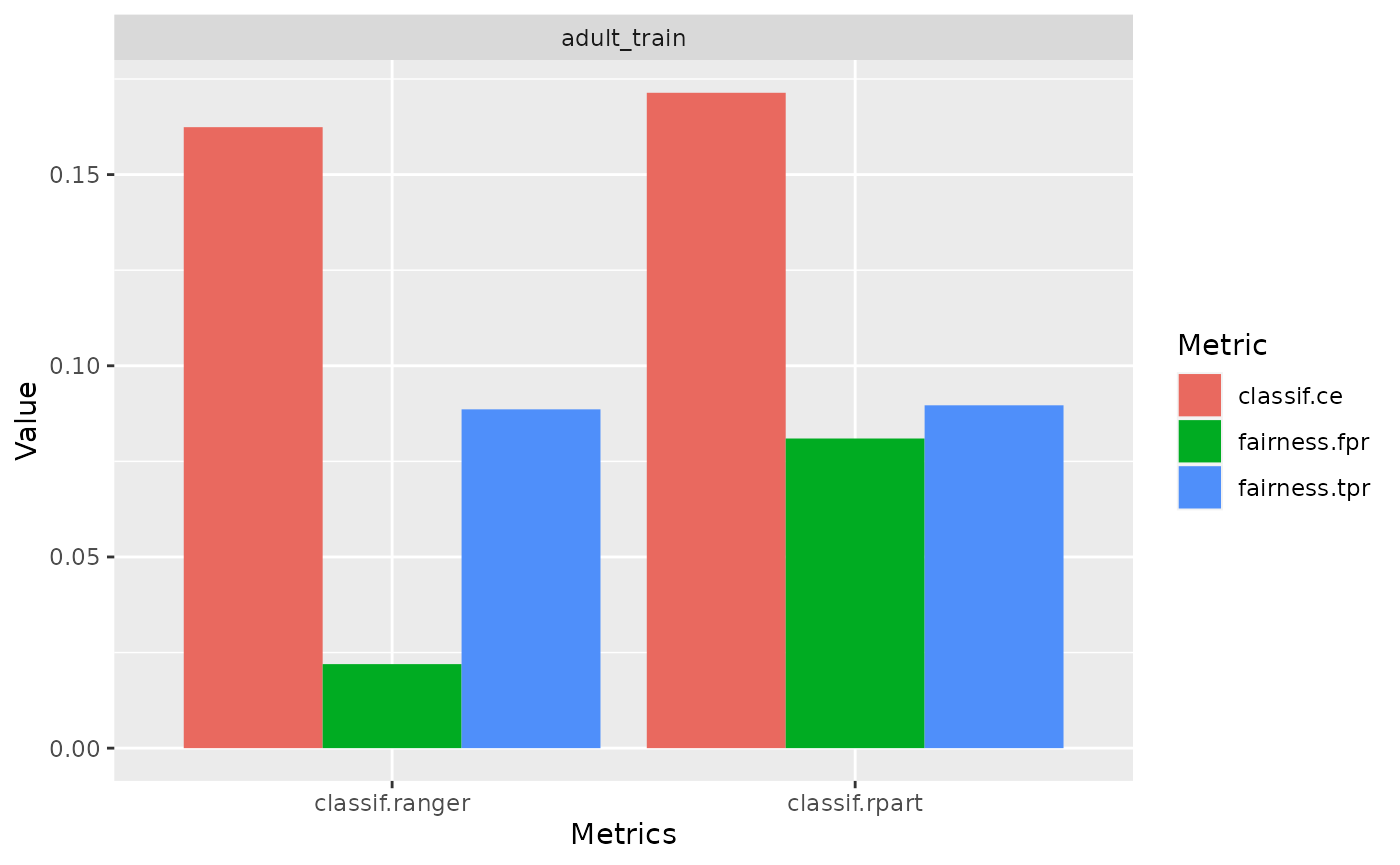 adult_train
Value
0.15
0.10
0.05
0.00
classif.ranger
classif.rpart
Metrics
Metric
classif.ce
fairness.fpr
fairness.tpr